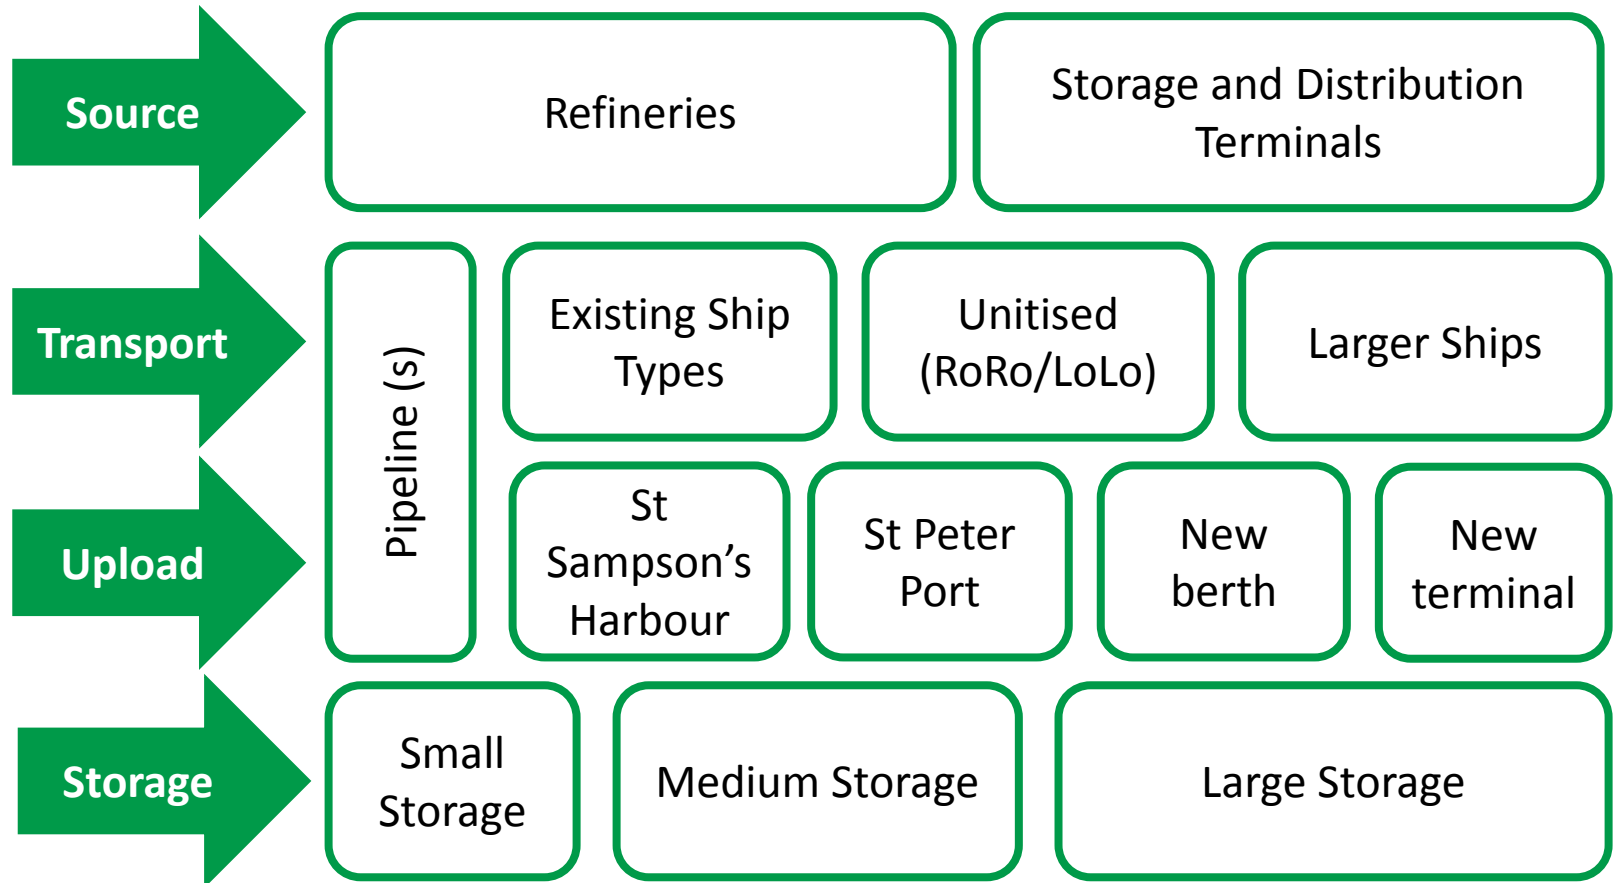 Source
Refineries
Storage and Distribution
Terminals
Transport
Pipeline (s)
Existing Ship
Types
Unitised
(RoRo/LoLo)
Larger Ships
Upload
St
Sampson’s
Harbour
St Peter
Port
New
berth
New
terminal
Storage
Small
Storage
Medium Storage
Large Storage